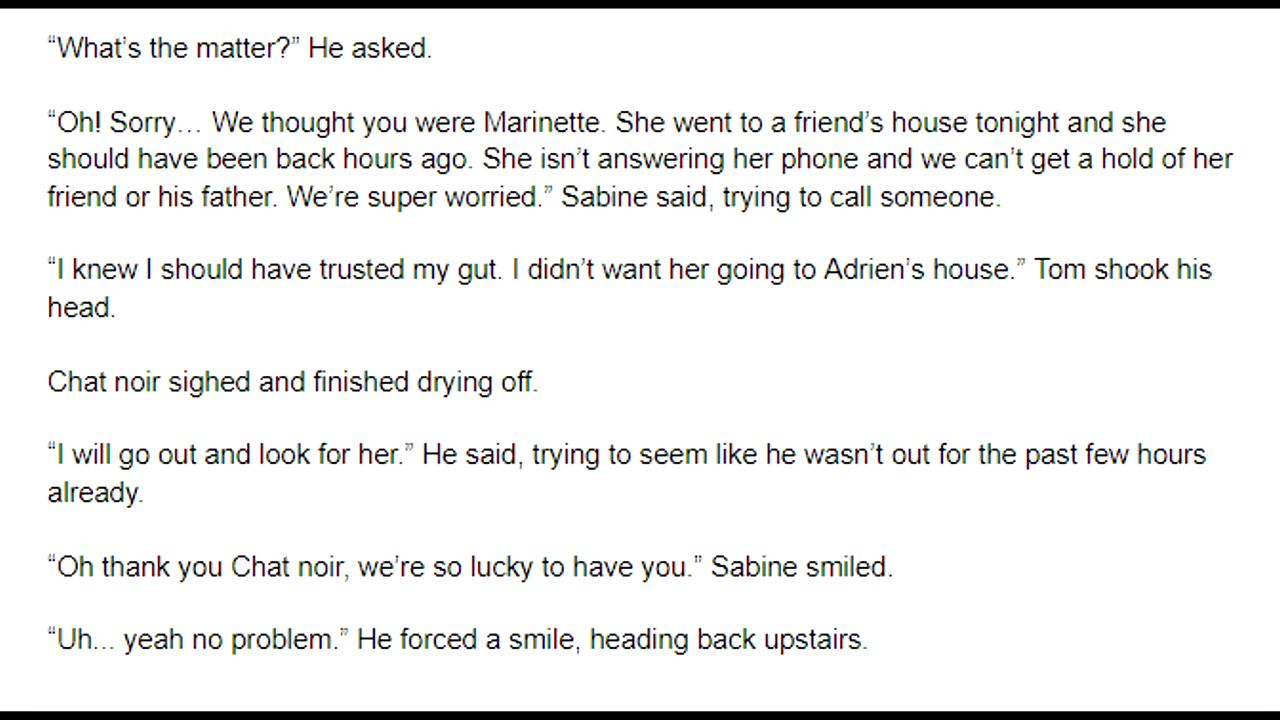 “What’s the matter?” He asked.
“Oh! Sorry… We thought you were Marinette. She went to a friend’s house tonight and she
should have been back hours ago. She isn’t answering her phone and we can’t get a hold of her
friend or his father. We’re super worried.” Sabine said, trying to call someone.
“I knew I should have trusted my gut. I didn’t want her going to Adrien’s house.” Tom shook his
head.
Chat noir sighed and finished drying off.
“I will go out and look for her.” He said, trying to seem like he wasn’t out for the past few hours
already.
“Oh thank you Chat noir, we’re so lucky to have you.” Sabine smiled.
“Uh... yeah no problem.” He forced a smile, heading back upstairs.